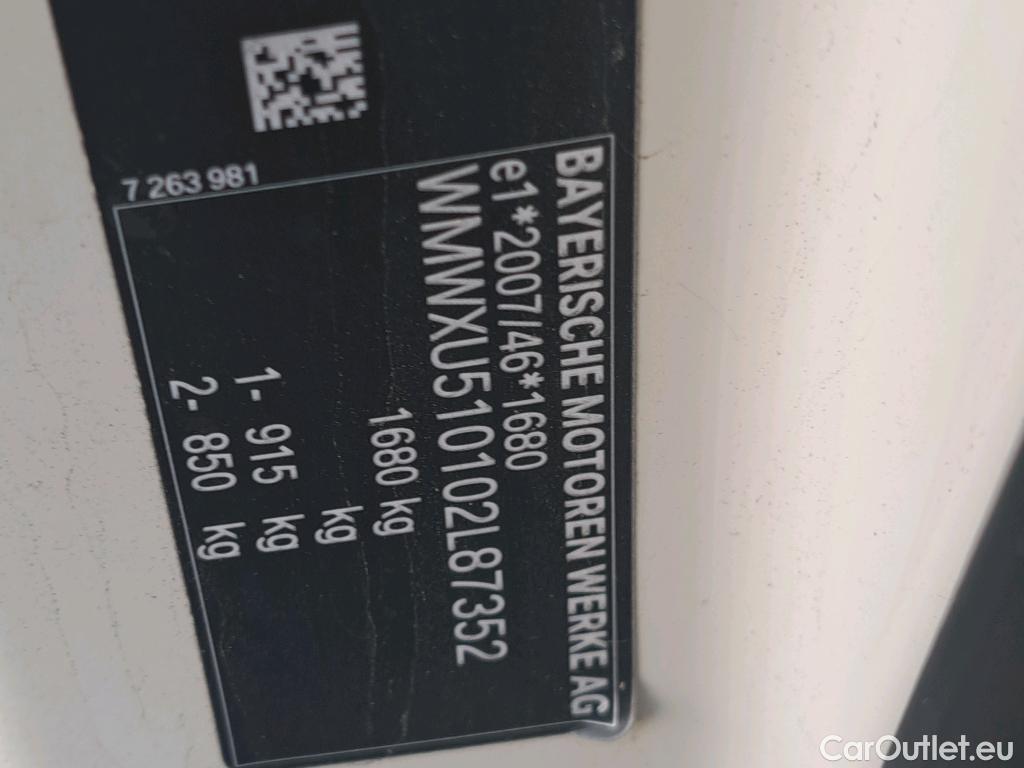 BAYERISCHE MOTOREN WERKE AG
e1*2007/46*1680
WMWXU510102L87352
1680 kg
kg
1- 915 kg
2- 850 kg
7 263 981
CarOutlet.eu